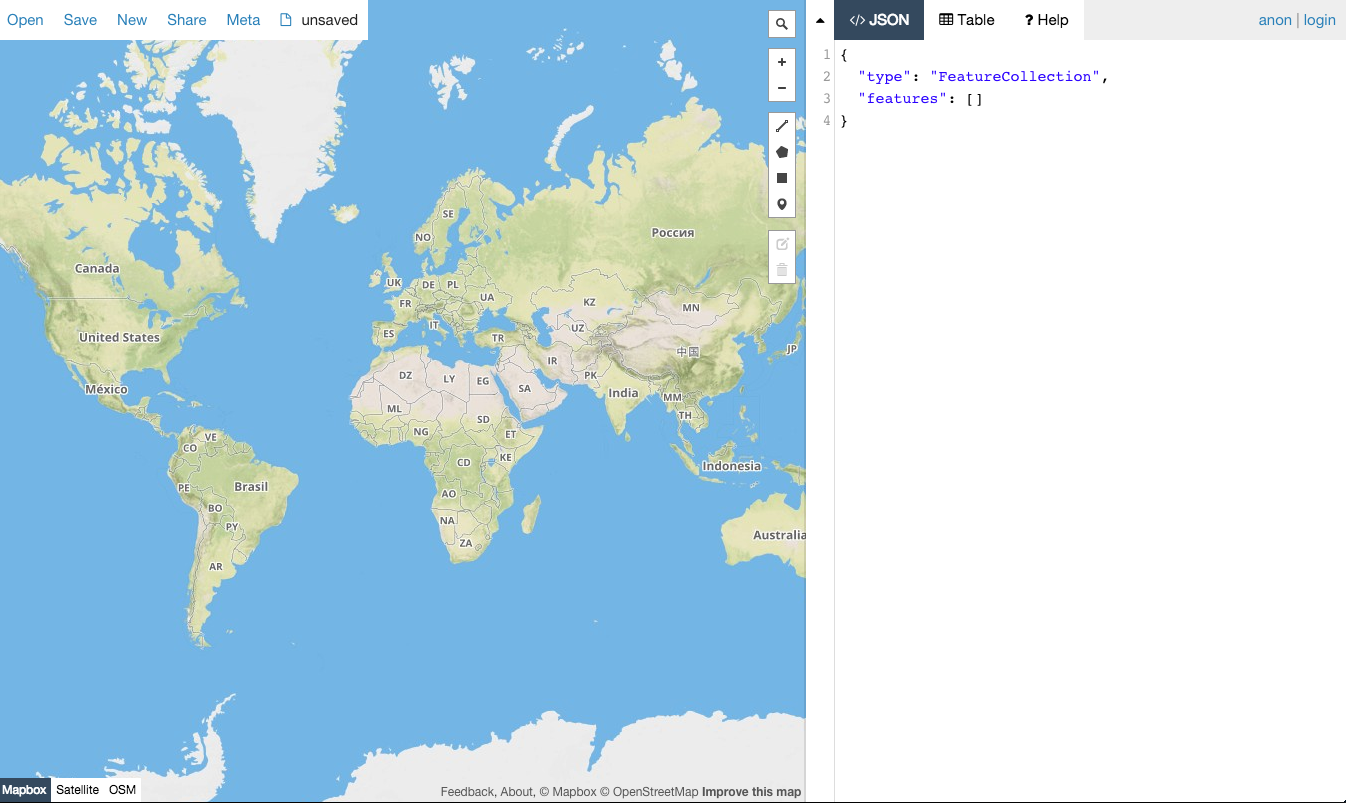 Open Save New Share Meta unsaved
</> JSON Table ? Help anon | login
1 {
2 "type": "FeatureCollection",
3 "features": []
4 }
SE
NO
Россия
Canada
UK DE PL
FR UA KZ MN
IT
United States ES TR UZ 中国 JP
DZ LY EG SA IR PK India MM
México
ML SD TH
VE NG ET
CO
CD KE Indonesia
PE Brasil AO
BO
PY NA Australia
AR ZA
Mapbox Satellite OSM
Feedback, About, © Mapbox © OpenStreetMap Improve this map